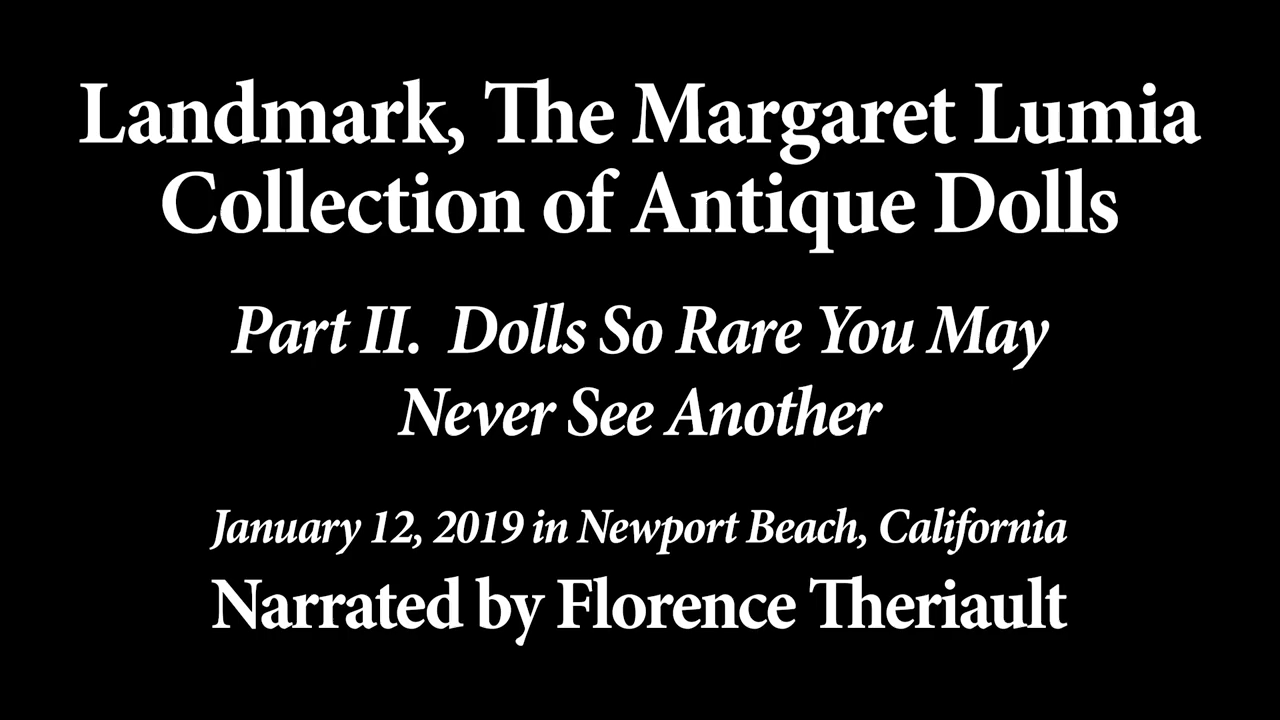 Landmark, The Margaret Lumia
Collection of Antique Dolls
Part II.  Dolls So Rare You May
Never See Another
January 12, 2019 in Newport Beach, California
Narrated by Florence Theriault